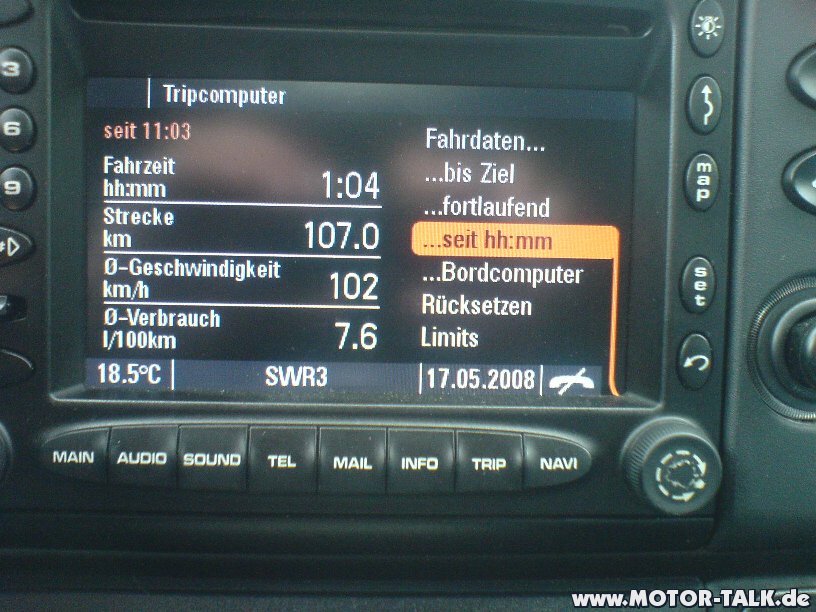 Tripcomputer
seit 11:03
Fahrzeit
hh:mm
1:04
Strecke
km
107.0
Ø-Geschwindigkeit
km/h
102
Ø-Verbrauch
l/100km
7.6
Fahrdaten...
...bis Ziel
...fortlaufend
...seit hh:mm
...Bordcomputer
Rücksetzen
Limits
18.5°C
SWR3
17.05.2008
3
6
9
*
map
set
MAIN
AUDIO
SOUND
TEL
MAIL
INFO
TRIP
NAVI
www.MOTOR-TALK.de